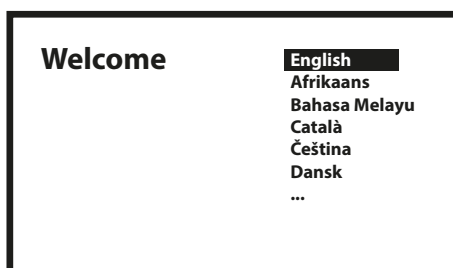 Welcome
English
Afrikaans
Bahasa Melayu
Català
Čeština
Dansk
...